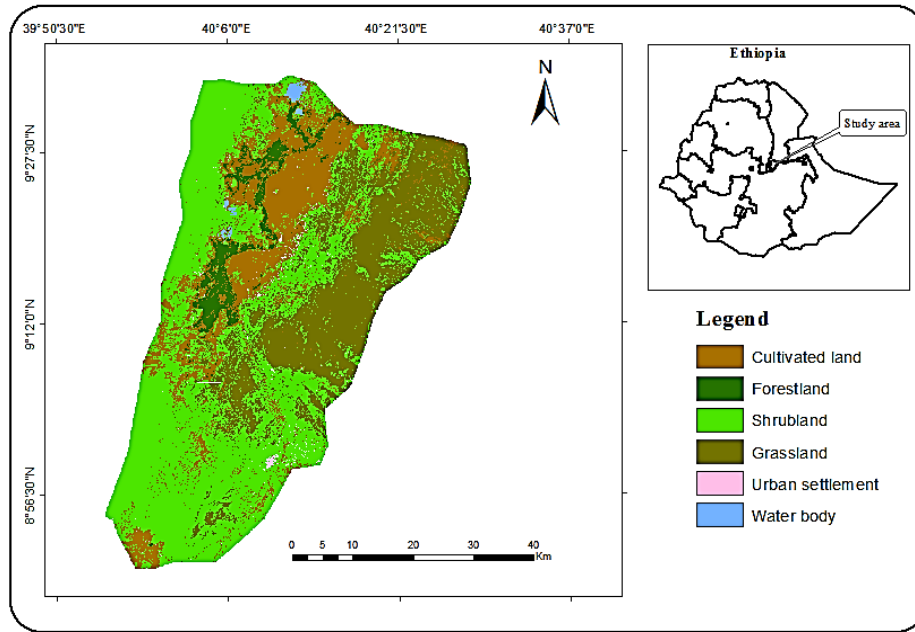 39°50'30"E 40°6'0"E 40°21'30"E 40°37'0"E
N
9°27'30"N
9°12'0"N
8°56'30"N
0 5 10 20 30 40
Km
Ethiopia
Study area
Legend
Cultivated land
Forestland
Shrubland
Grassland
Urban settlement
Water body